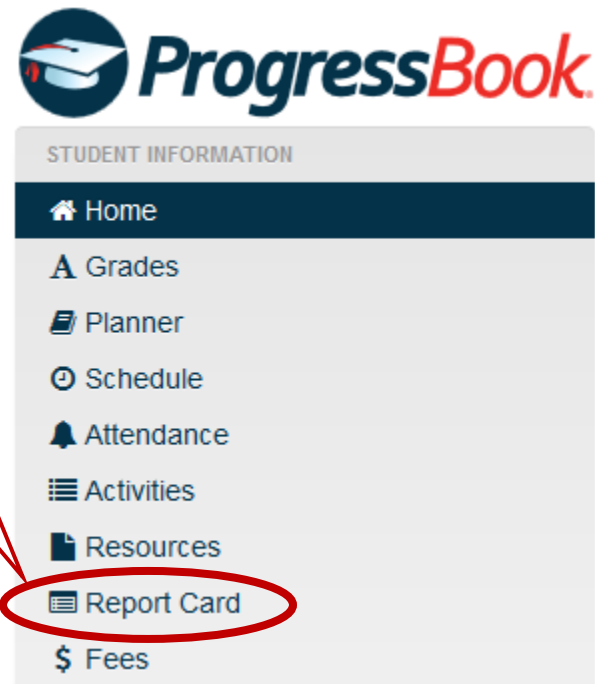 ProgressBook
STUDENT INFORMATION
Home
A Grades
Planner
Schedule
Attendance
Activities
Resources
Report Card
$ Fees